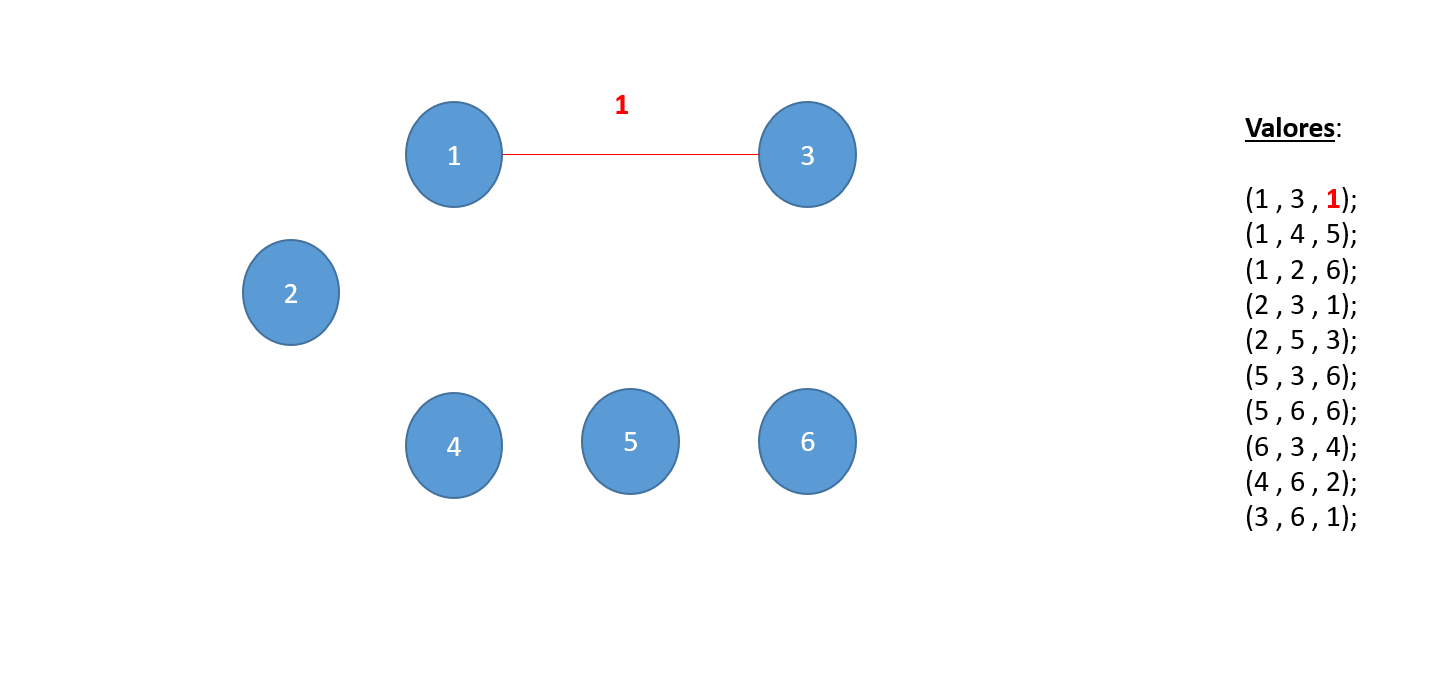 1
1
3
2
4
5
6
Valores:
(1 , 3 , 1);
(1 , 4 , 5);
(1 , 2 , 6);
(2 , 3 , 1);
(2 , 5 , 3);
(5 , 3 , 6);
(5 , 6 , 6);
(6 , 3 , 4);
(4 , 6 , 2);
(3 , 6 , 1);